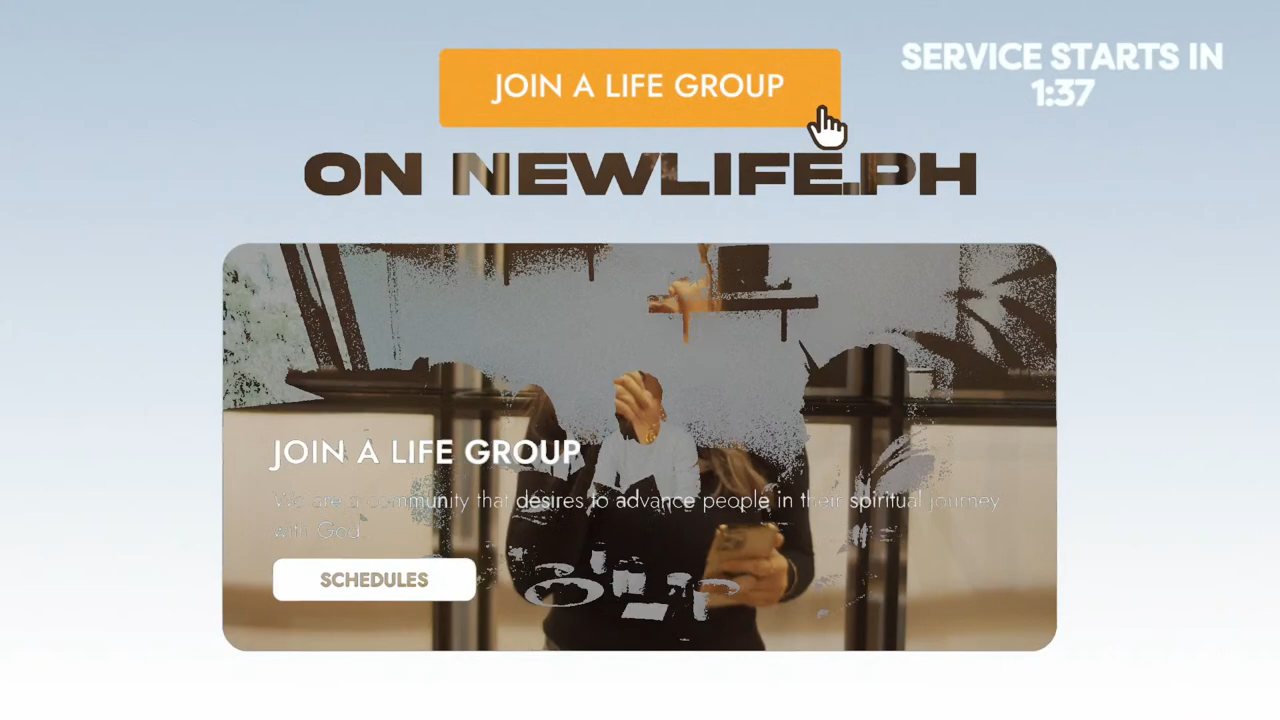 JOIN A LIFE GROUP
SERVICE STARTS IN
1:37
ON NEWLIFE.PH
JOIN A LIFE GROUP
We are a community that desires to advance people in their spiritual journey
with God.
SCHEDULES